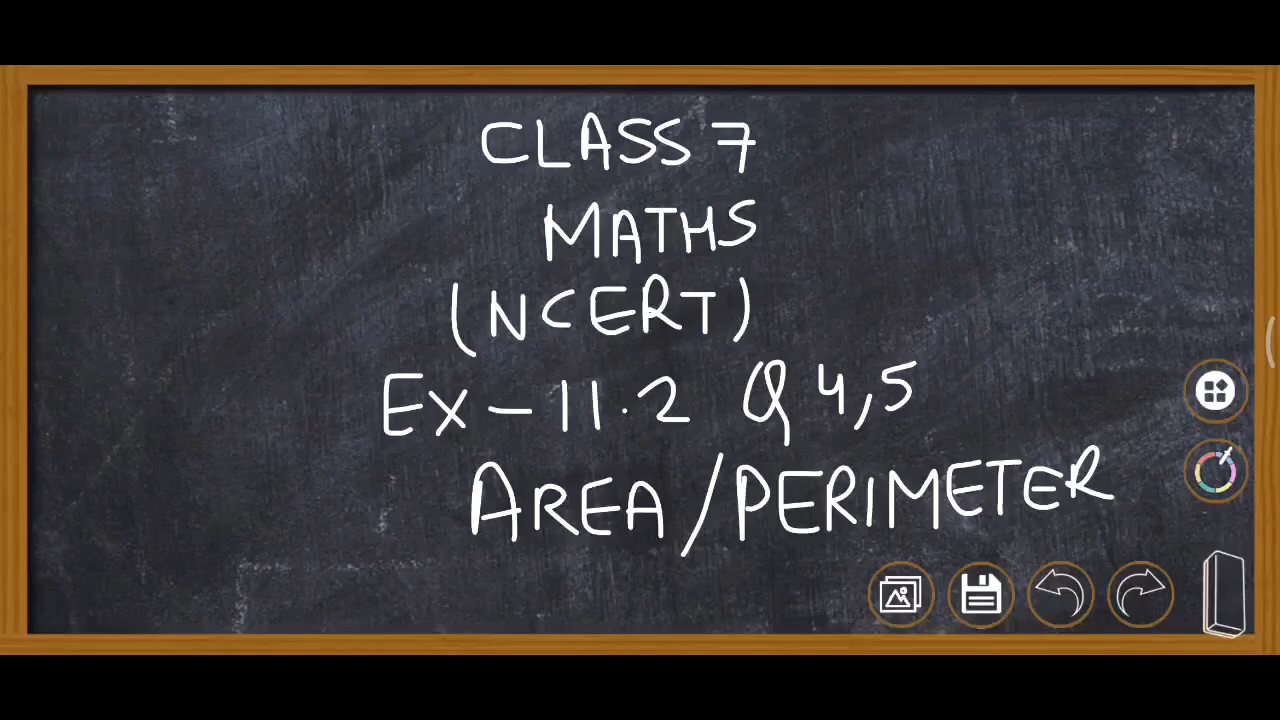 CLASS 7
MATHS
(NCERT)
Ex - 11.2 Q 4,5
AREA/PERIMETER